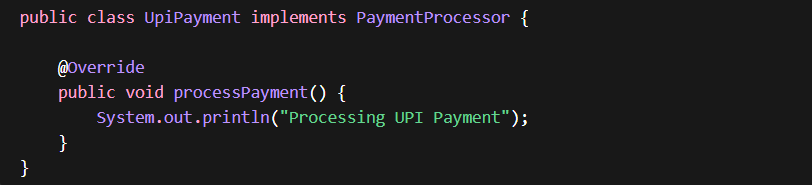 public class UpiPayment implements PaymentProcessor {
    @Override
    public void processPayment() {
        System.out.println("Processing UPI Payment");
    }
}